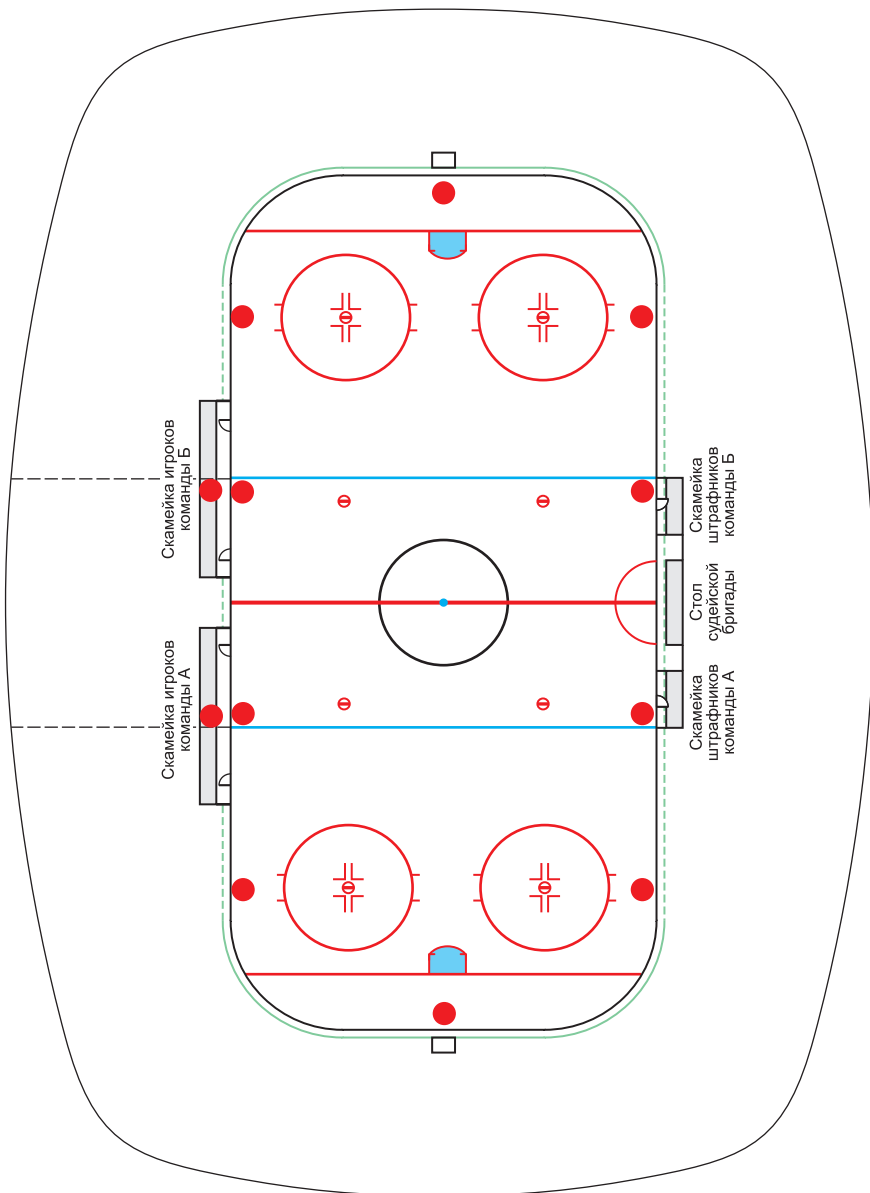 Скамейка игроков
команды Б
Скамейка игроков
команды А
Скамейка
штрафников
команды Б
Стол
судейской
бригады
Скамейка
штрафников
команды А